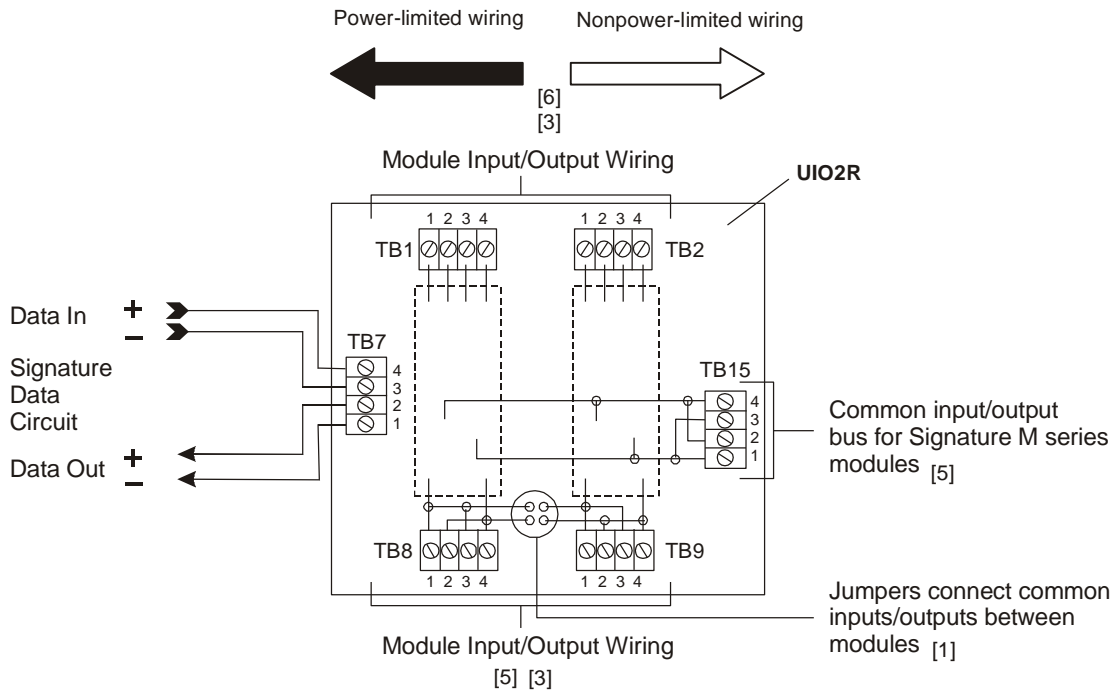 Power-limited wiring
Nonpower-limited wiring
[6]
[3]
Module Input/Output Wiring
UIO2R
1 2 3 4
1 2 3 4
TB1
TB2
Data In + –
TB7
4
3
2
1
Signature
Data
Circuit
Data Out + –
TB15
4
3
2
1
Common input/output
bus for Signature M series
modules [5]
TB8
TB9
1 2 3 4
1 2 3 4
Module Input/Output Wiring
[5] [3]
Jumpers connect common
inputs/outputs between
modules [1]